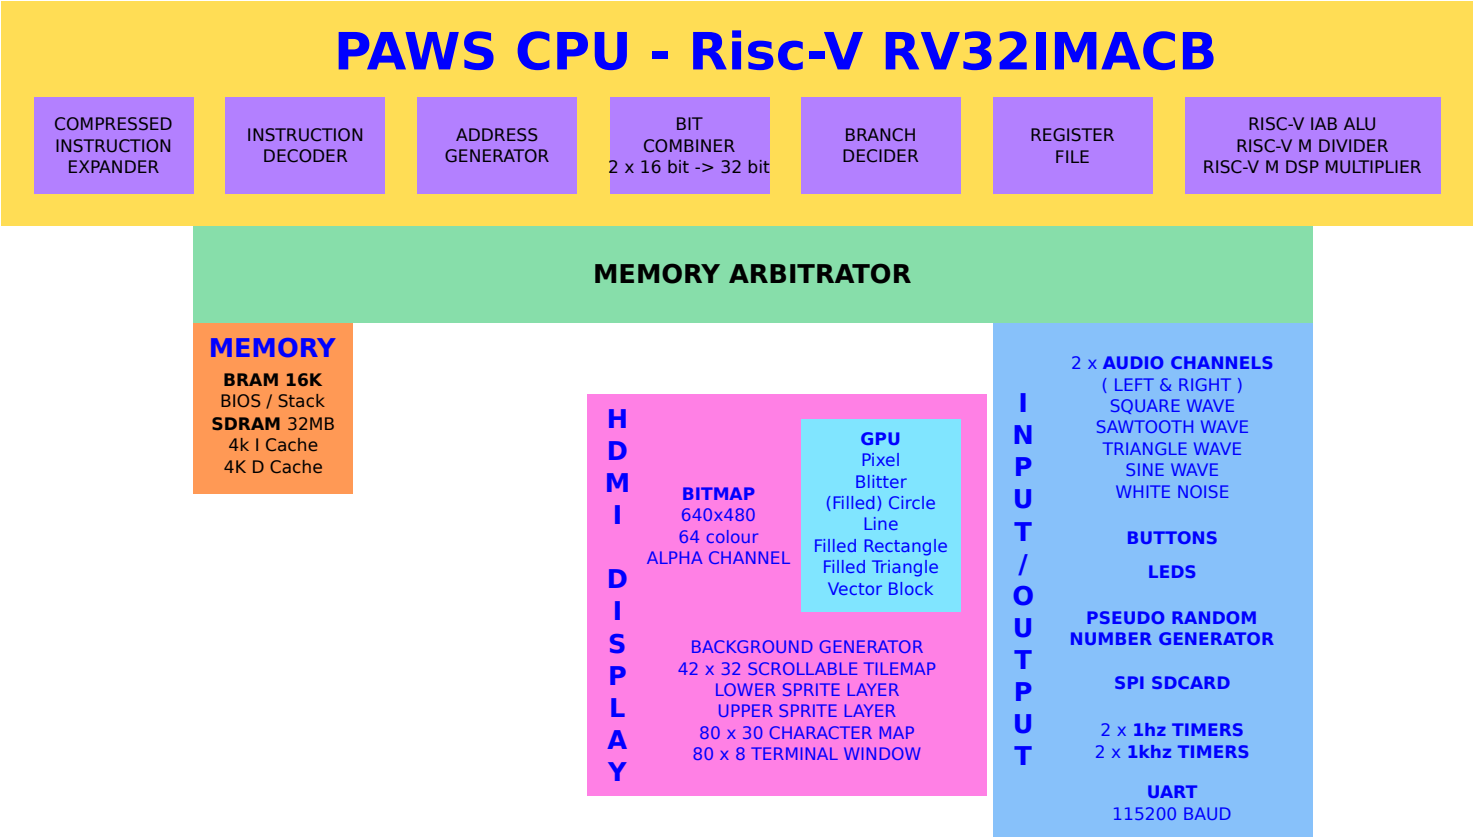 PAWS CPU - Risc-V RV32IMACB
COMPRESSED
INSTRUCTION
EXPANDER
INSTRUCTION
DECODER
ADDRESS
GENERATOR
BIT
COMBINER
2 x 16 bit -> 32 bit
BRANCH
DECIDER
REGISTER
FILE
RISC-V IAB ALU
RISC-V M DIVIDER
RISC-V M DSP MULTIPLIER
MEMORY ARBITRATOR
MEMORY
BRAM 16K
BIOS / Stack
SDRAM 32MB
4k I Cache
4K D Cache
HDMI DISPLAY
BITMAP
640x480
64 colour
ALPHA CHANNEL
GPU
Pixel
Blitter
(Filled) Circle
Line
Filled Rectangle
Filled Triangle
Vector Block
BACKGROUND GENERATOR
42 x 32 SCROLLABLE TILEMAP
LOWER SPRITE LAYER
UPPER SPRITE LAYER
80 x 30 CHARACTER MAP
80 x 8 TERMINAL WINDOW
INPUT/OUTPUT
2 x AUDIO CHANNELS
( LEFT & RIGHT )
SQUARE WAVE
SAWTOOTH WAVE
TRIANGLE WAVE
SINE WAVE
WHITE NOISE
BUTTONS
LEDS
PSEUDO RANDOM
NUMBER GENERATOR
SPI SDCARD
2 x 1hz TIMERS
2 x 1khz TIMERS
UART
115200 BAUD